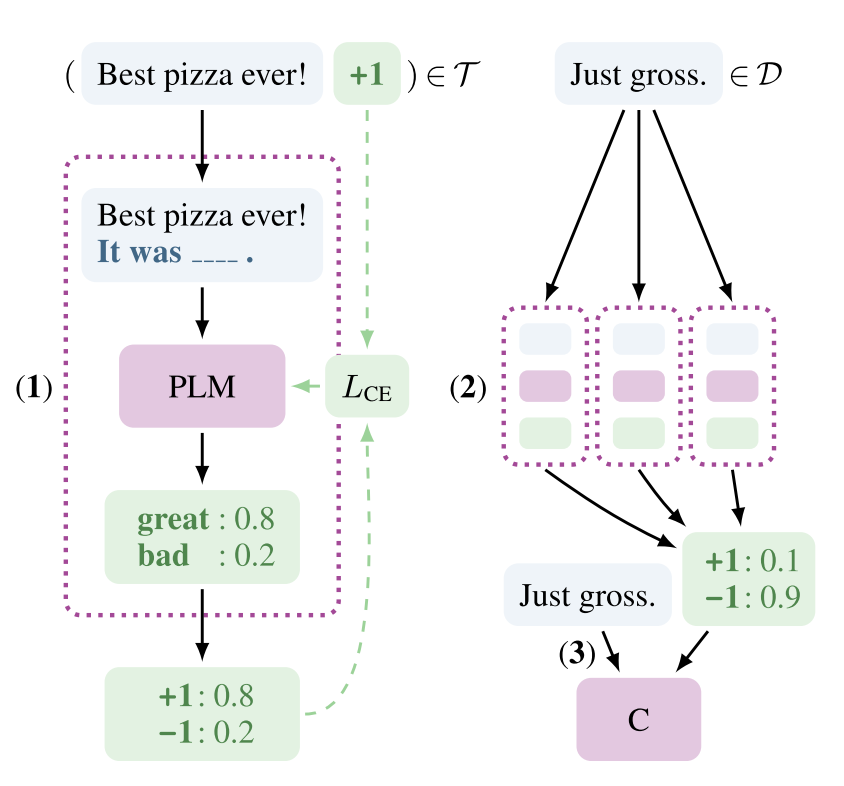 ( Best pizza ever! +1 ) ∈ 𝒯
Best pizza ever!
It was ____ .
(1)
PLM
L_CE
great : 0.8
bad : 0.2
+1 : 0.8
−1 : 0.2
Just gross. ∈ 𝒟
(2)
+1 : 0.1
−1 : 0.9
Just gross.
(3)
C